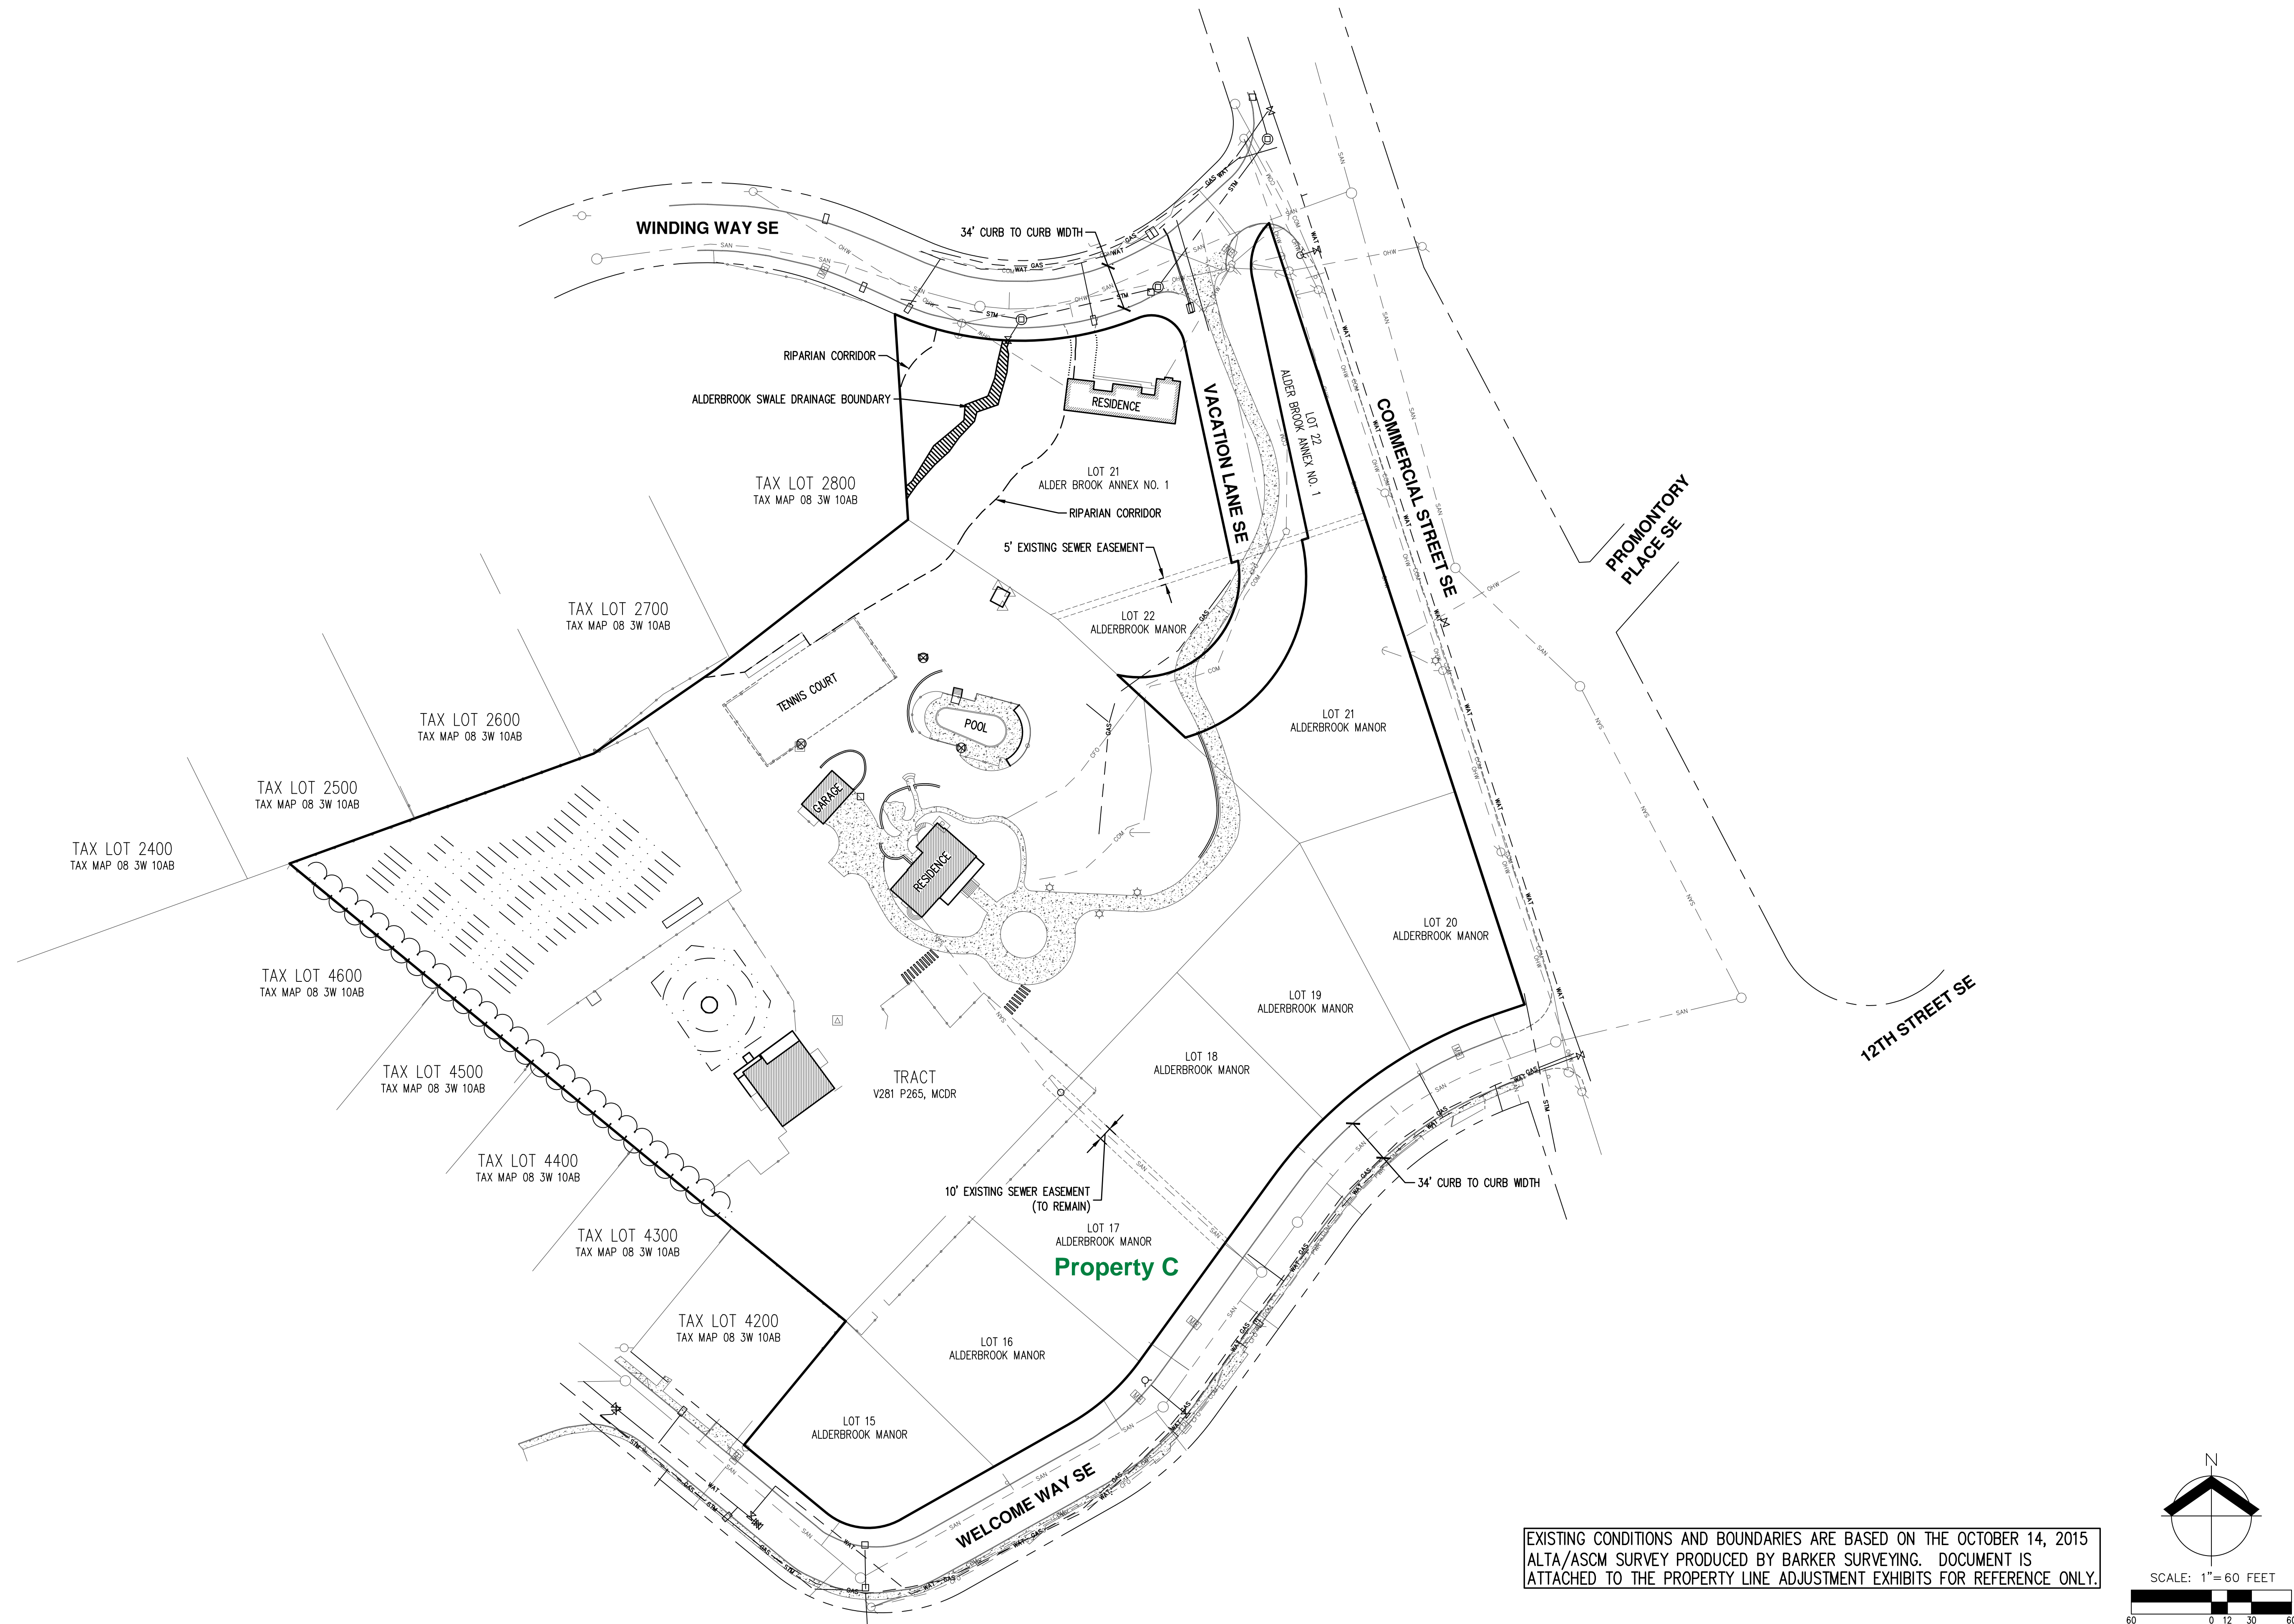 WINDING WAY SE
34' CURB TO CURB WIDTH
RIPARIAN CORRIDOR
ALDERBROOK SWALE DRAINAGE BOUNDARY
RESIDENCE
VACATION LANE SE
LOT 22
ALDER BROOK ANNEX NO. 1
COMMERCIAL STREET SE
TAX LOT 2800
TAX MAP 08 3W 10AB
LOT 21
ALDER BROOK ANNEX NO. 1
RIPARIAN CORRIDOR
PROMONTORY
PLACE SE
5' EXISTING SEWER EASEMENT
TAX LOT 2700
TAX MAP 08 3W 10AB
LOT 22
ALDERBROOK MANOR
TENNIS COURT
POOL
TAX LOT 2600
TAX MAP 08 3W 10AB
LOT 21
ALDERBROOK MANOR
TAX LOT 2500
TAX MAP 08 3W 10AB
GARAGE
TAX LOT 2400
TAX MAP 08 3W 10AB
RESIDENCE
LOT 20
ALDERBROOK MANOR
TAX LOT 4600
TAX MAP 08 3W 10AB
LOT 19
ALDERBROOK MANOR
12TH STREET SE
LOT 18
ALDERBROOK MANOR
TAX LOT 4500
TAX MAP 08 3W 10AB
TRACT
V281 P265, MCDR
TAX LOT 4400
TAX MAP 08 3W 10AB
34' CURB TO CURB WIDTH
10' EXISTING SEWER EASEMENT
(TO REMAIN)
LOT 17
ALDERBROOK MANOR
Property C
TAX LOT 4300
TAX MAP 08 3W 10AB
TAX LOT 4200
TAX MAP 08 3W 10AB
LOT 16
ALDERBROOK MANOR
LOT 15
ALDERBROOK MANOR
WELCOME WAY SE
N
EXISTING CONDITIONS AND BOUNDARIES ARE BASED ON THE OCTOBER 14, 2015
ALTA/ASCM SURVEY PRODUCED BY BARKER SURVEYING. DOCUMENT IS
ATTACHED TO THE PROPERTY LINE ADJUSTMENT EXHIBITS FOR REFERENCE ONLY.
SCALE: 1"=60 FEET
60 0 12 30 60